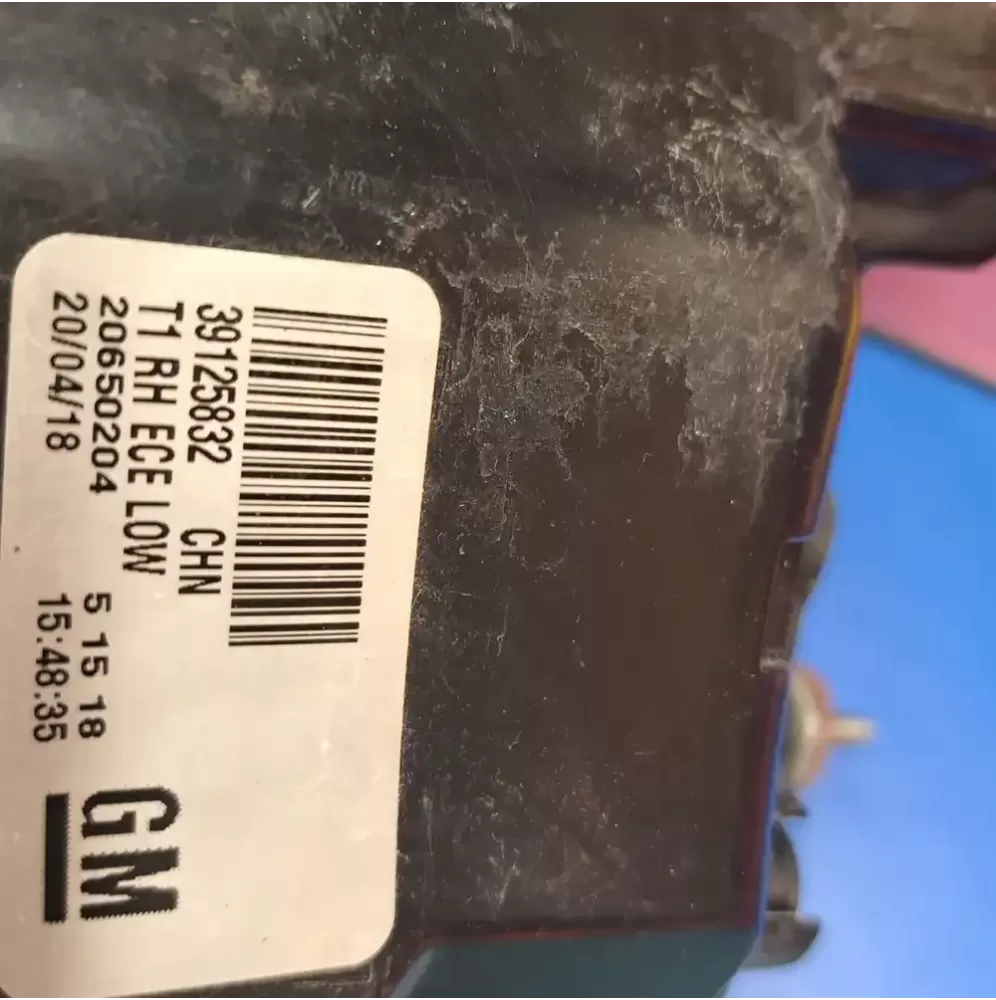 39125832 CHN
T1 RH ECE LOW
20650204 5 15 18
20/04/18 15:48:35
GM